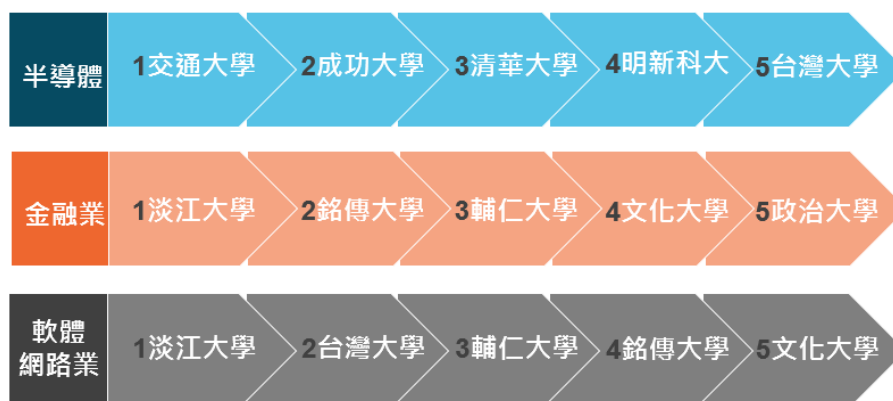 半導體 1交通大學 2成功大學 3清華大學 4明新科大 5台灣大學
金融業 1淡江大學 2銘傳大學 3輔仁大學 4文化大學 5政治大學
軟體
網路業 1淡江大學 2台灣大學 3輔仁大學 4銘傳大學 5文化大學